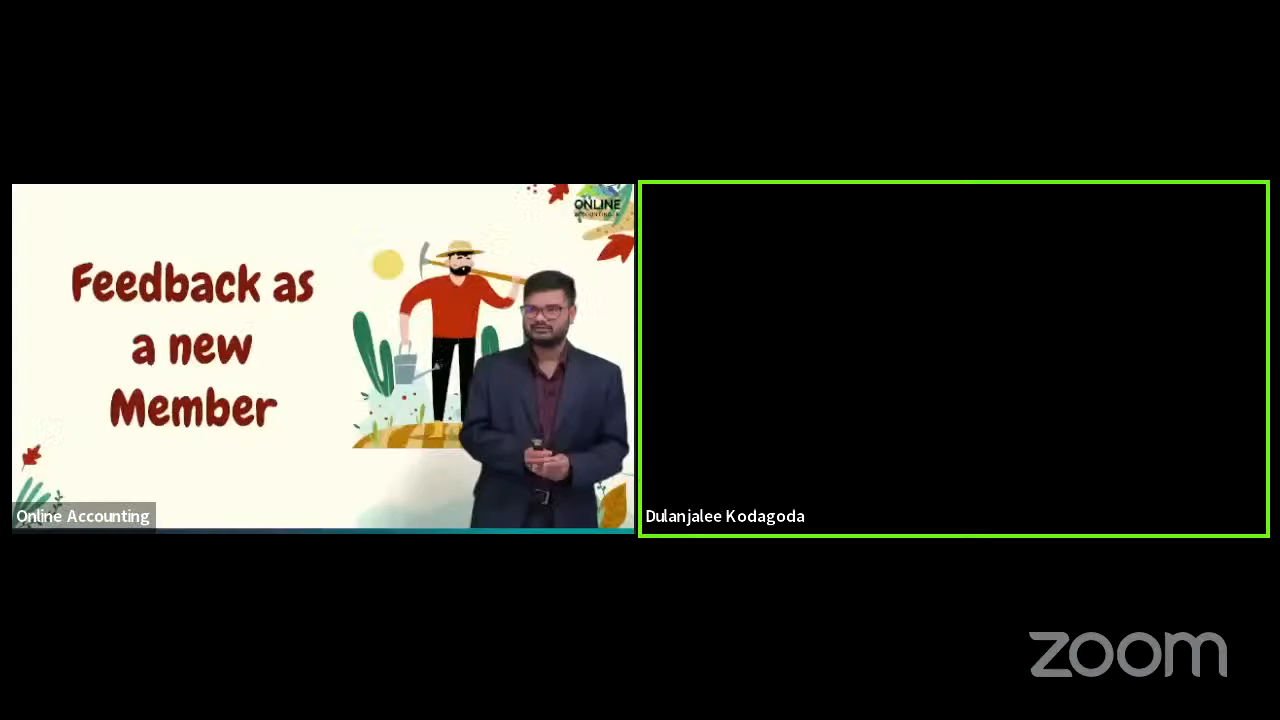 ONLINE
Feedback as
a new
Member
Online Accounting
Dulanjalee Kodagoda
zoom